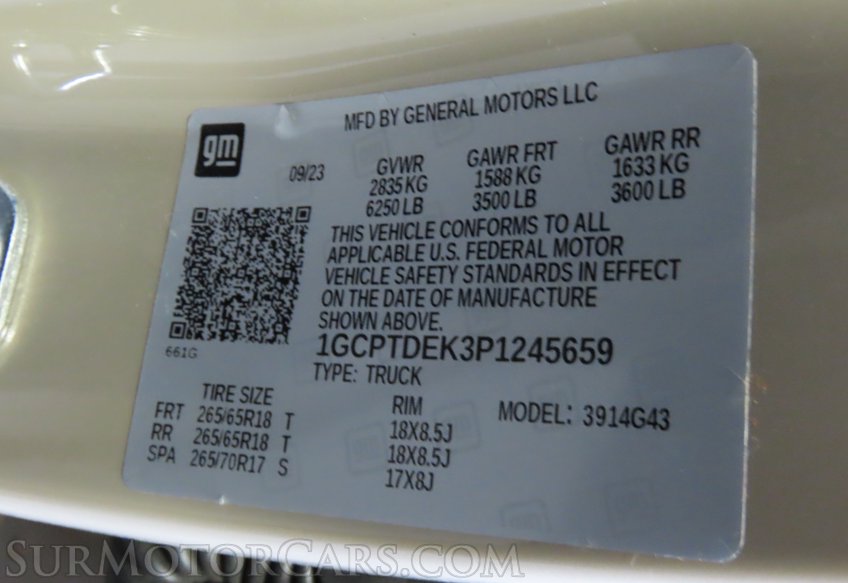 MFD BY GENERAL MOTORS LLC
gm
09/23 GVWR GAWR FRT GAWR RR
2835 KG 1588 KG 1633 KG
6250 LB 3500 LB 3600 LB
THIS VEHICLE CONFORMS TO ALL
APPLICABLE U.S. FEDERAL MOTOR
VEHICLE SAFETY STANDARDS IN EFFECT
ON THE DATE OF MANUFACTURE
SHOWN ABOVE.
661G
1GCPTDEK3P1245659
TYPE: TRUCK
TIRE SIZE RIM MODEL: 3914G43
FRT 265/65R18 T 18X8.5J
RR 265/65R18 T 18X8.5J
SPA 265/70R17 S 17X8J
SurMotorCars.com